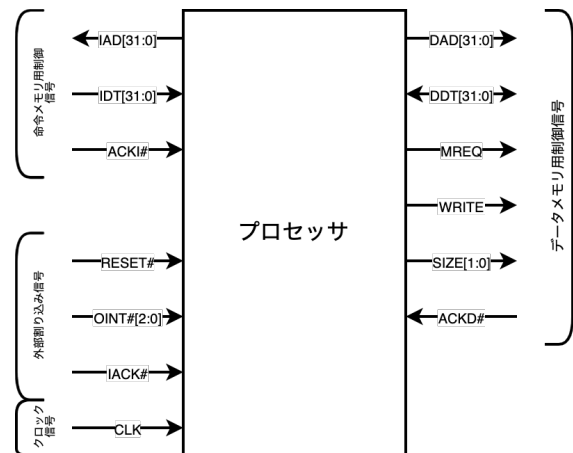 命令メモリ用制御
信号
IAD[31:0]
IDT[31:0]
ACKI#
外部割り込み信号
RESET#
OINT#[2:0]
IACK#
クロック
信号
CLK
プロセッサ
DAD[31:0]
DDT[31:0]
MREQ
WRITE
SIZE[1:0]
ACKD#
データメモリ用制御信号